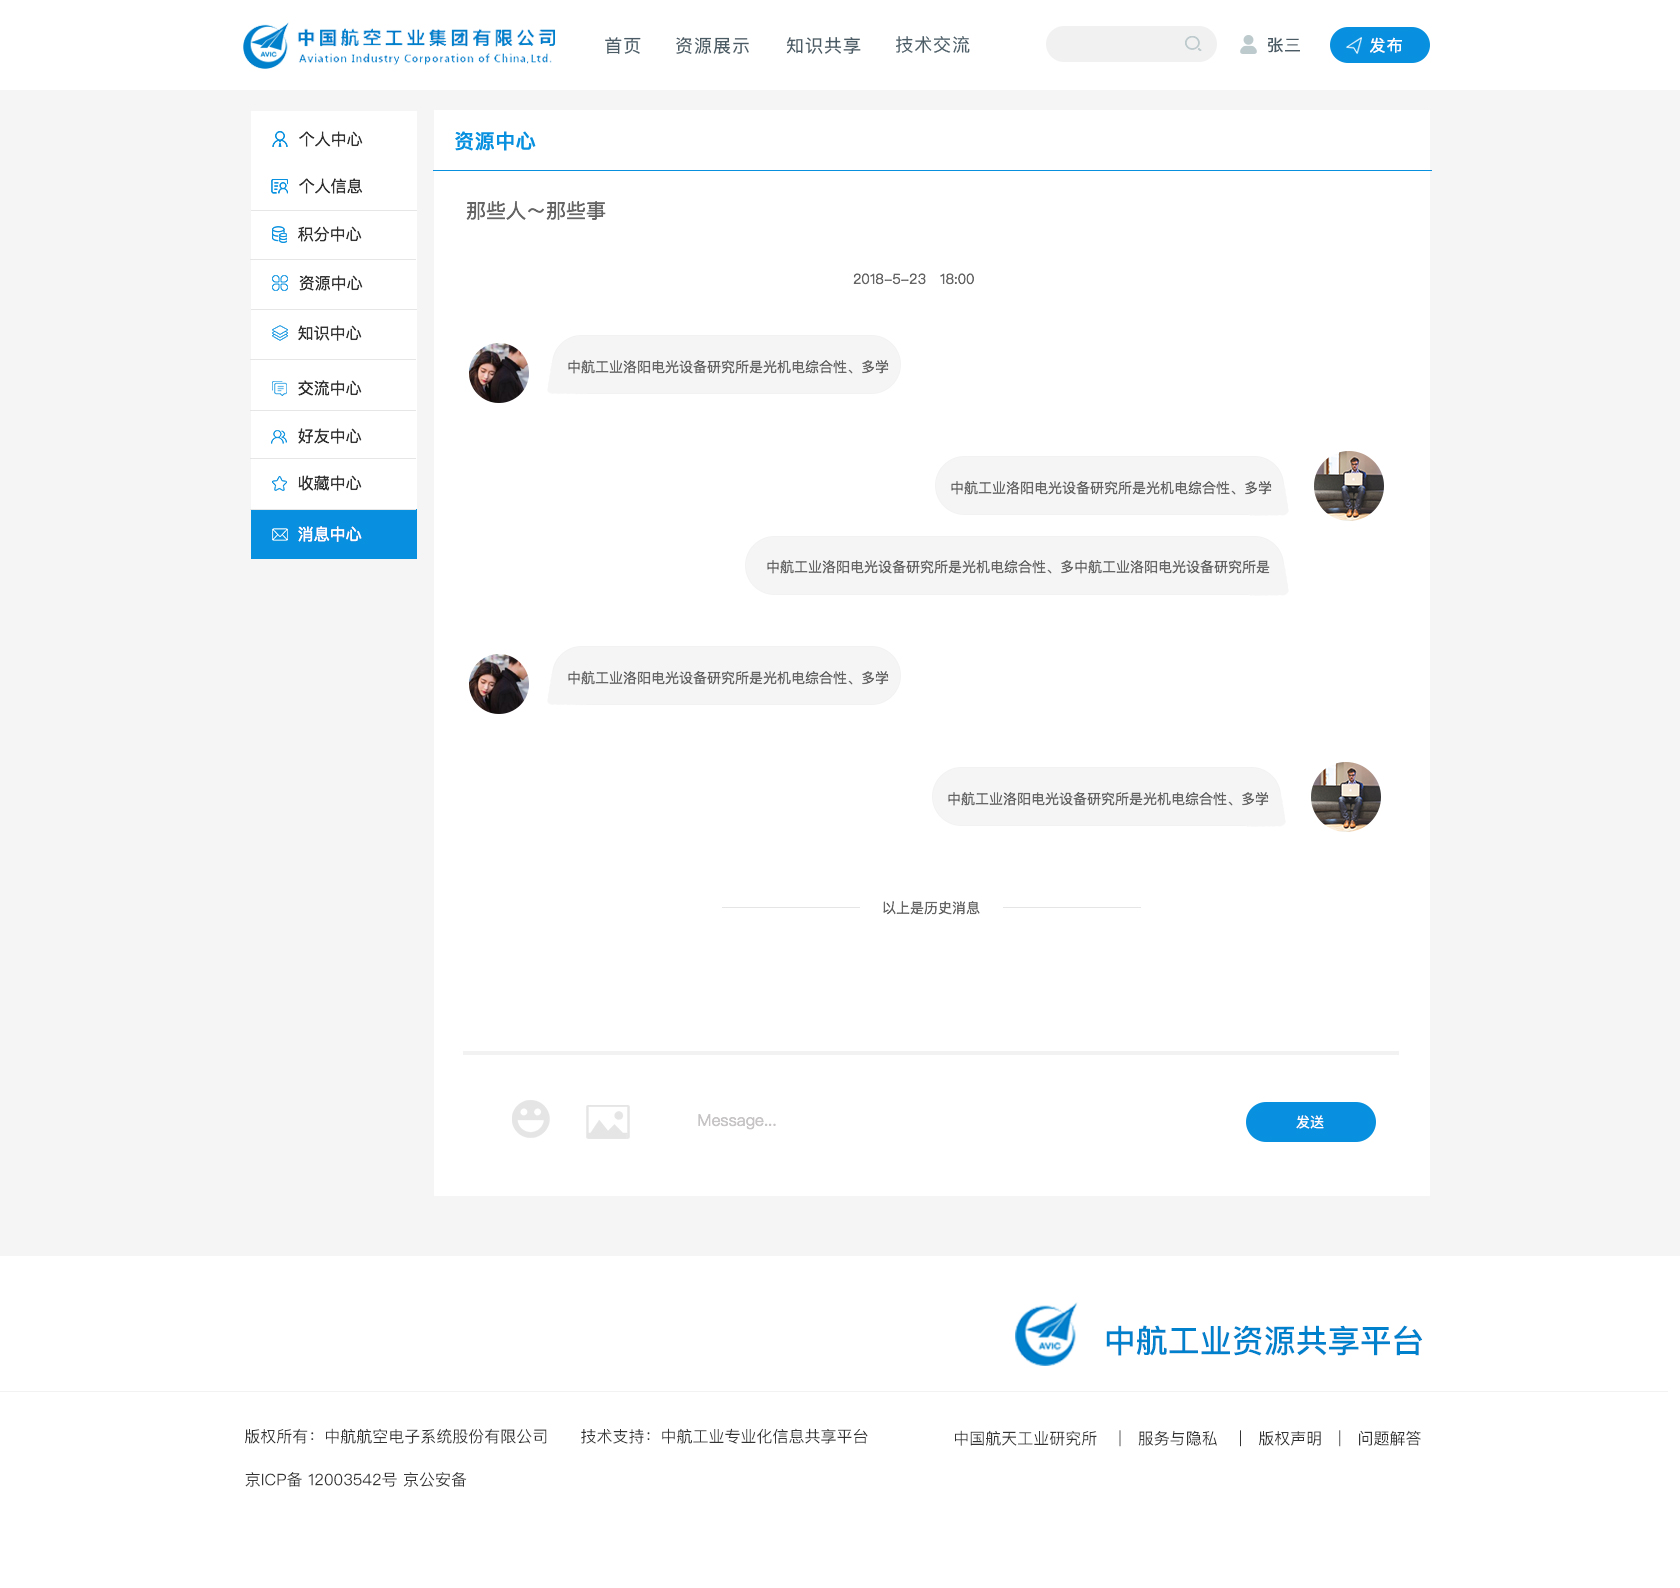 中国航空工业集团有限公司
Aviation Industry Corporation of China,Ltd.
AVIC
首页 资源展示 知识共享 技术交流
张三
发布
个人中心
个人信息
积分中心
资源中心
知识中心
交流中心
好友中心
收藏中心
消息中心
资源中心
那些人～那些事
2018-5-23 18:00
中航工业洛阳电光设备研究所是光机电综合性、多学
中航工业洛阳电光设备研究所是光机电综合性、多学
中航工业洛阳电光设备研究所是光机电综合性、多中航工业洛阳电光设备研究所是
中航工业洛阳电光设备研究所是光机电综合性、多学
中航工业洛阳电光设备研究所是光机电综合性、多学
以上是历史消息
Message...
发送
AVIC
中航工业资源共享平台
版权所有：中航航空电子系统股份有限公司 技术支持：中航工业专业化信息共享平台
中国航天工业研究所 | 服务与隐私 | 版权声明 | 问题解答
京ICP备 12003542号 京公安备